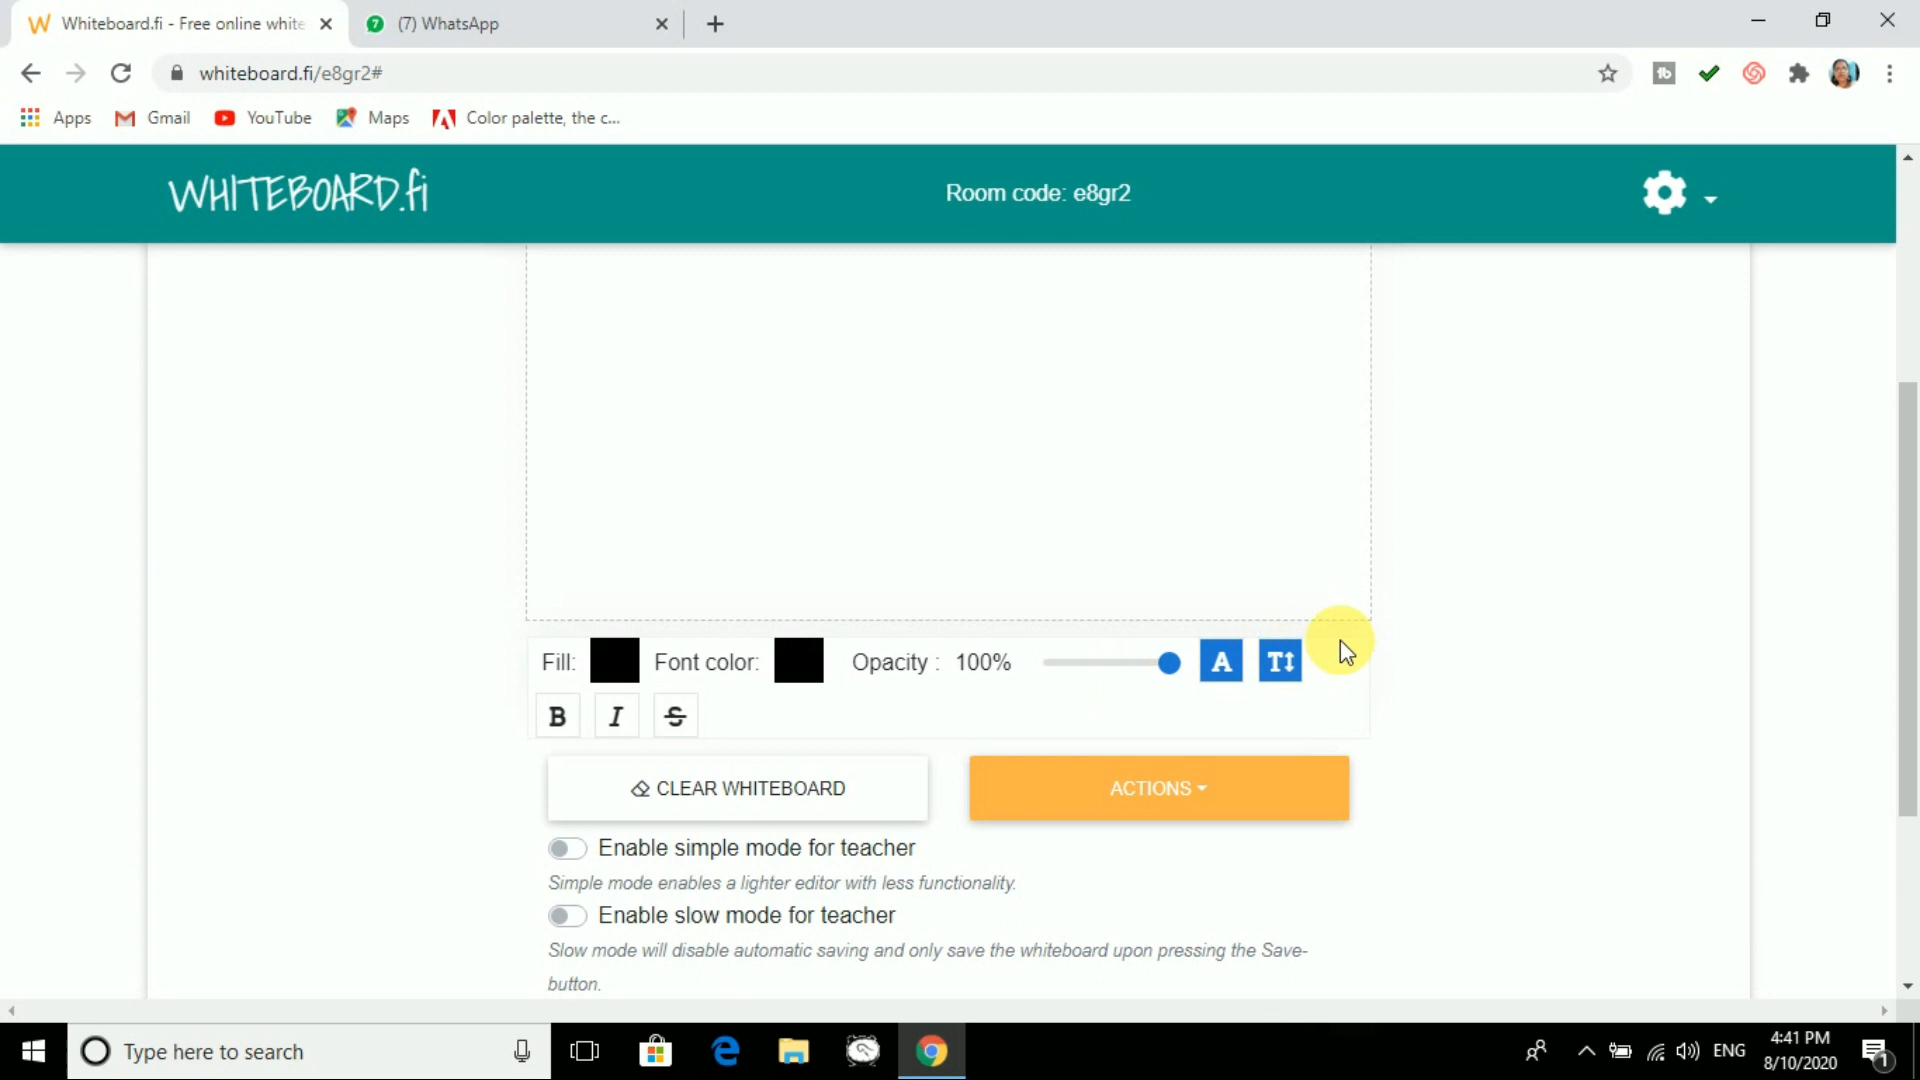 Whiteboard.fi - Free online white
7 (7) WhatsApp
whiteboard.fi/e8gr2#
Apps Gmail YouTube Maps Color palette, the c...
WHITEBOARD.fi Room code: e8gr2
Fill: Font color: Opacity : 100% A T
B I S
CLEAR WHITEBOARD ACTIONS
Enable simple mode for teacher
Simple mode enables a lighter editor with less functionality.
Enable slow mode for teacher
Slow mode will disable automatic saving and only save the whiteboard upon pressing the Save-
button.
Type here to search
ENG
4:41 PM
8/10/2020
1